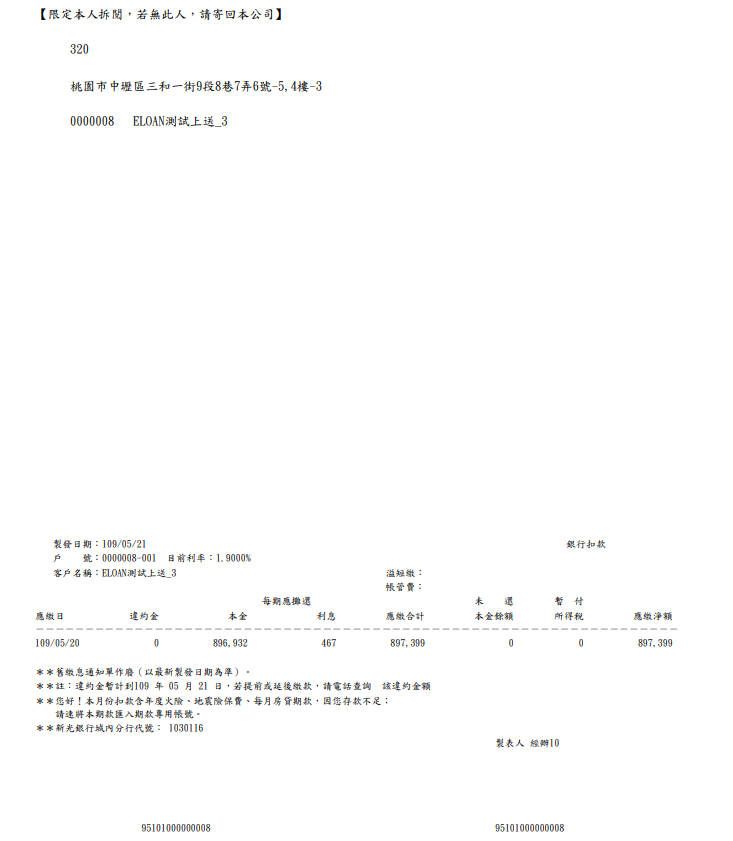 【限定本人拆閱，若無此人，請寄回本公司】
320
桃園市中壢區三和一街9段8巷7弄6號-5,4樓-3
0000008 ELOAN測試上送_3
製發日期：109/05/21 銀行扣款
戶 號：0000008-001 目前利率：1.9000%
客戶名稱：ELOAN測試上送_3 溢短繳：
帳管費：
每期應攤還 未 還 暫 付
應繳日 違約金 本金 利息 應繳合計 本金餘額 所得稅 應繳淨額
109/05/20 0 896,932 467 897,399 0 0 897,399
＊＊舊繳息通知單作廢（以最新製發日期為準）。
＊＊註：違約金暫計到109 年 05 月 21 日，若提前或延後繳款，請電話查詢 該違約金額
＊＊您好！本月份扣款含年度火險、地震險保費、每月房貸期款，因您存款不足；
請速將本期款匯入期款專用帳號。
＊＊新光銀行城內分行代號： 1030116
製表人 經辦10
95101000000008 95101000000008